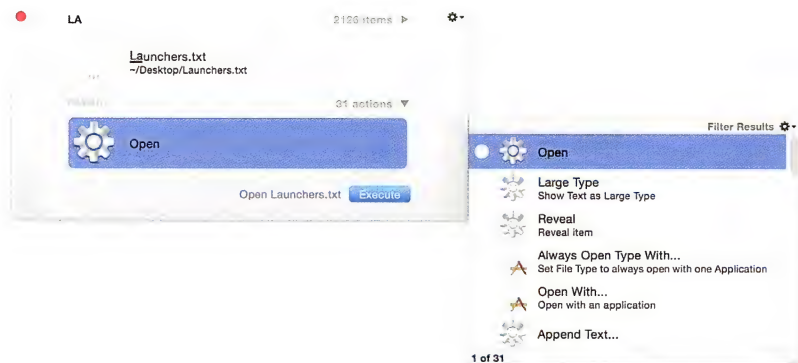 LA
2126 items
Launchers.txt
~/Desktop/Launchers.txt
31 actions
Open
Open Launchers.txt Execute
Filter Results
Open
Large Type
Show Text as Large Type
Reveal
Reveal item
Always Open Type With...
Set File Type to always open with one Application
Open With...
Open with an application
Append Text...
1 of 31